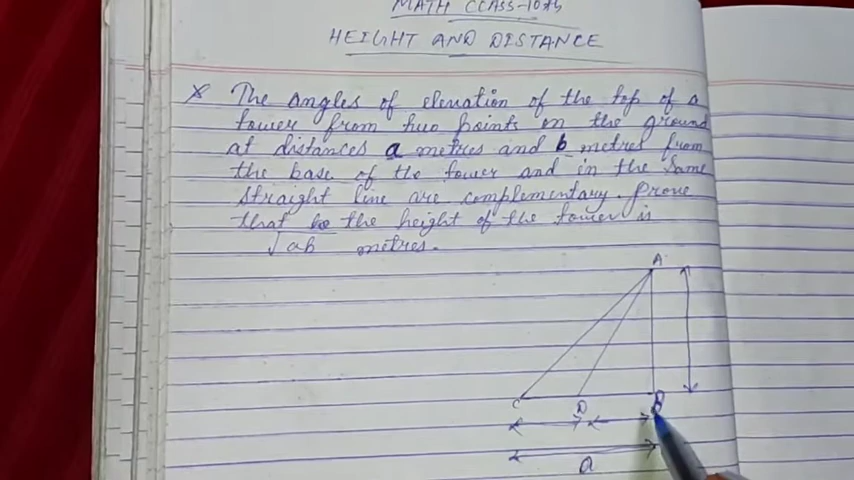 MATH CLASS-10th
HEIGHT AND DISTANCE
* The angles of elevation of the top of a
tower from two points on the ground
at distances a metres and b metres from
the base of the tower and in the same
straight line are complementary. Prove
that the height of the tower is
√ab metres.
A
C D B
a